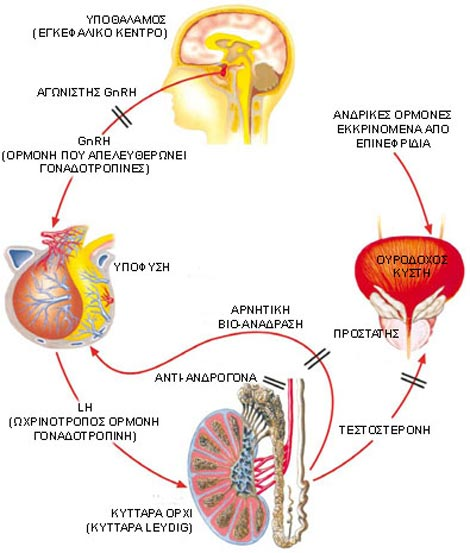 ΥΠΟΘΑΛΑΜΟΣ
(ΕΓΚΕΦΑΛΙΚΟ ΚΕΝΤΡΟ)
ΑΓΩΝΙΣΤΗΣ GnRH
GnRH
(ΟΡΜΟΝΗ ΠΟΥ ΑΠΕΛΕΥΘΕΡΩΝΕΙ
ΓΟΝΑΔΟΤΡΟΠΙΝΕΣ)
ΑΝΔΡΙΚΕΣ ΟΡΜΟΝΕΣ
ΕΚΚΡΙΝΟΜΕΝΑ ΑΠΟ
ΕΠΙΝΕΦΡΙΔΙΑ
ΥΠΟΦΥΣΗ
ΟΥΡΟΔΟΧΟΣ
ΚΥΣΤΗ
ΑΡΝΗΤΙΚΗ
ΒΙΟ-ΑΝΑΔΡΑΣΗ
ΠΡΟΣΤΑΤΗΣ
ΑΝΤΙ-ΑΝΔΡΟΓΟΝΑ
LH
(ΩΧΡΙΝΟΤΡΟΠΟΣ ΟΡΜΟΝΗ
ΓΟΝΑΔΟΤΡΟΠΙΝΗ)
ΤΕΣΤΟΣΤΕΡΟΝΗ
ΚΥΤΤΑΡΑ ΟΡΧΙ
(ΚΥΤΤΑΡΑ LEYDIG)